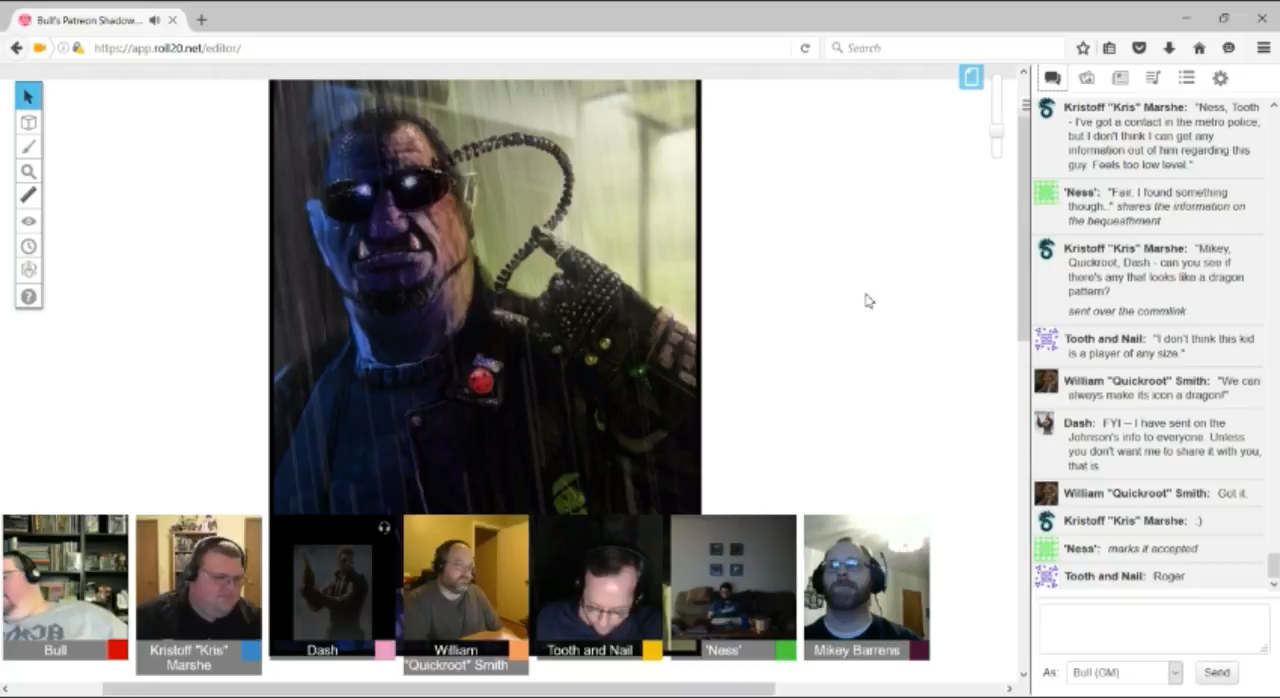 Bull's Patreon Shadow...
https://app.roll20.net/editor/
Search
Kristoff "Kris" Marshe: "Ness, Tooth
- I've got a contact in the metro police,
but I don't think I can get any
information out of him regarding this
guy. Feels too low level."
'Ness': "Fair. I found something
though.." shares the information on
the bequeathment
Kristoff "Kris" Marshe: "Mikey,
Quickroot, Dash - can you see if
there's any that looks like a dragon
pattern?
sent over the commlink
Tooth and Nail: "I don't think this kid
is a player of any size."
William "Quickroot" Smith: "We can
always make its icon a dragon!"
Dash: FYI -- I have sent on the
Johnson's info to everyone. Unless
you don't want me to share it with you,
that is
William "Quickroot" Smith: Got it.
Kristoff "Kris" Marshe: :)
'Ness': marks it accepted
Tooth and Nail: Roger
Bull
Kristoff "Kris"
Marshe
Dash
William
"Quickroot" Smith
Tooth and Nail
'Ness'
Mikey Barrens
As: Bull (GM)
Send